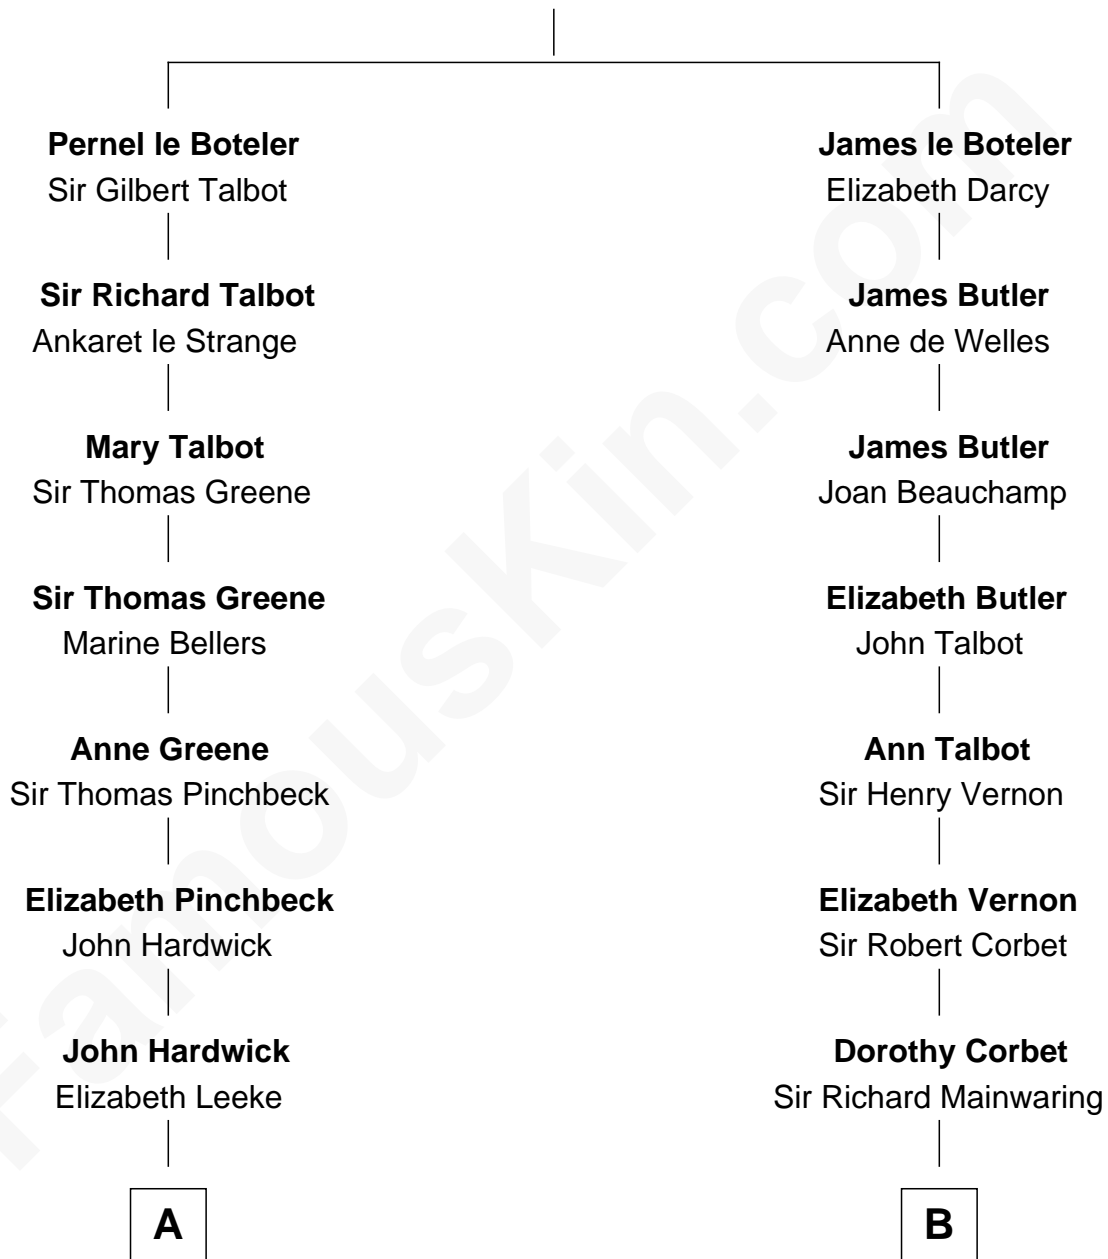 Pernel le Boteler
Sir Gilbert Talbot
Sir Richard Talbot
Ankaret le Strange
Mary Talbot
Sir Thomas Greene
Sir Thomas Greene
Marine Bellers
Anne Greene
Sir Thomas Pinchbeck
Elizabeth Pinchbeck
John Hardwick
John Hardwick
Elizabeth Leeke
A
James le Boteler
Elizabeth Darcy
James Butler
Anne de Welles
James Butler
Joan Beauchamp
Elizabeth Butler
John Talbot
Ann Talbot
Sir Henry Vernon
Elizabeth Vernon
Sir Robert Corbet
Dorothy Corbet
Sir Richard Mainwaring
B
FamousKin.com